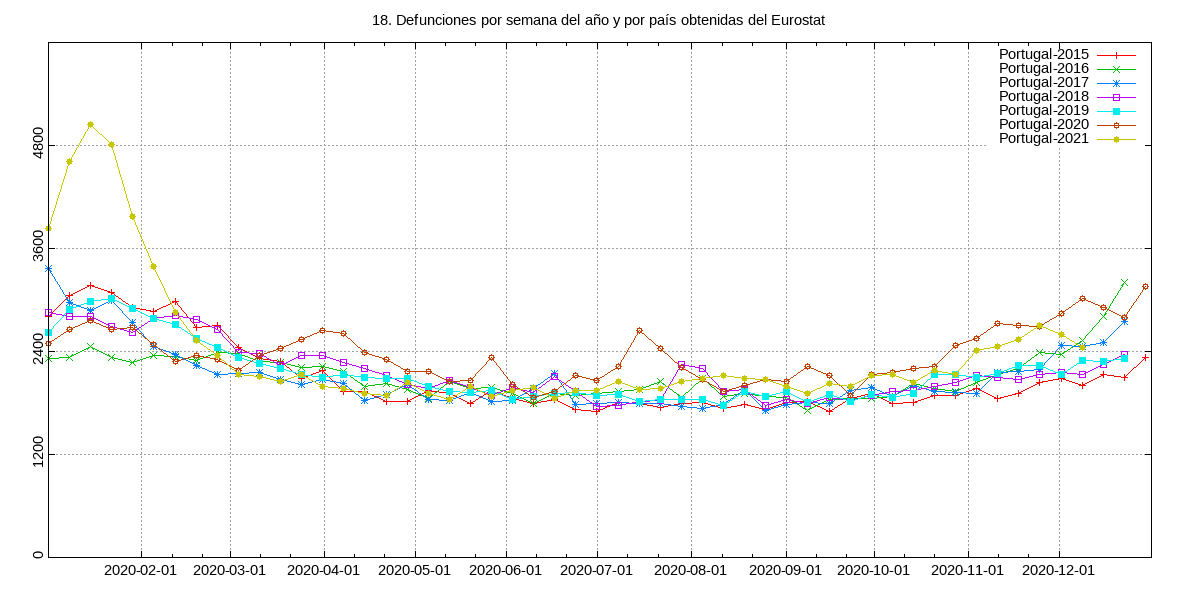 18. Defunciones por semana del año y por país obtenidas del Eurostat
Portugal-2015
Portugal-2016
Portugal-2017
Portugal-2018
Portugal-2019
Portugal-2020
Portugal-2021
4800
3600
2400
1200
0
2020-02-01 2020-03-01 2020-04-01 2020-05-01 2020-06-01 2020-07-01 2020-08-01 2020-09-01 2020-10-01 2020-11-01 2020-12-01